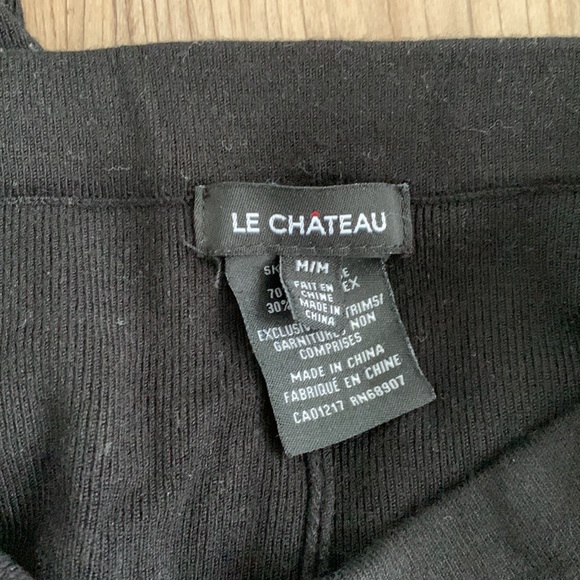 LE CHÂTEAU
M/M
FAIT EN
CHINE
MADE IN
CHINA
70
30%
TRIMS/
GARNITURES NON
COMPRISES
MADE IN CHINA
FABRIQUÉ EN CHINE
CA01217 RN68907